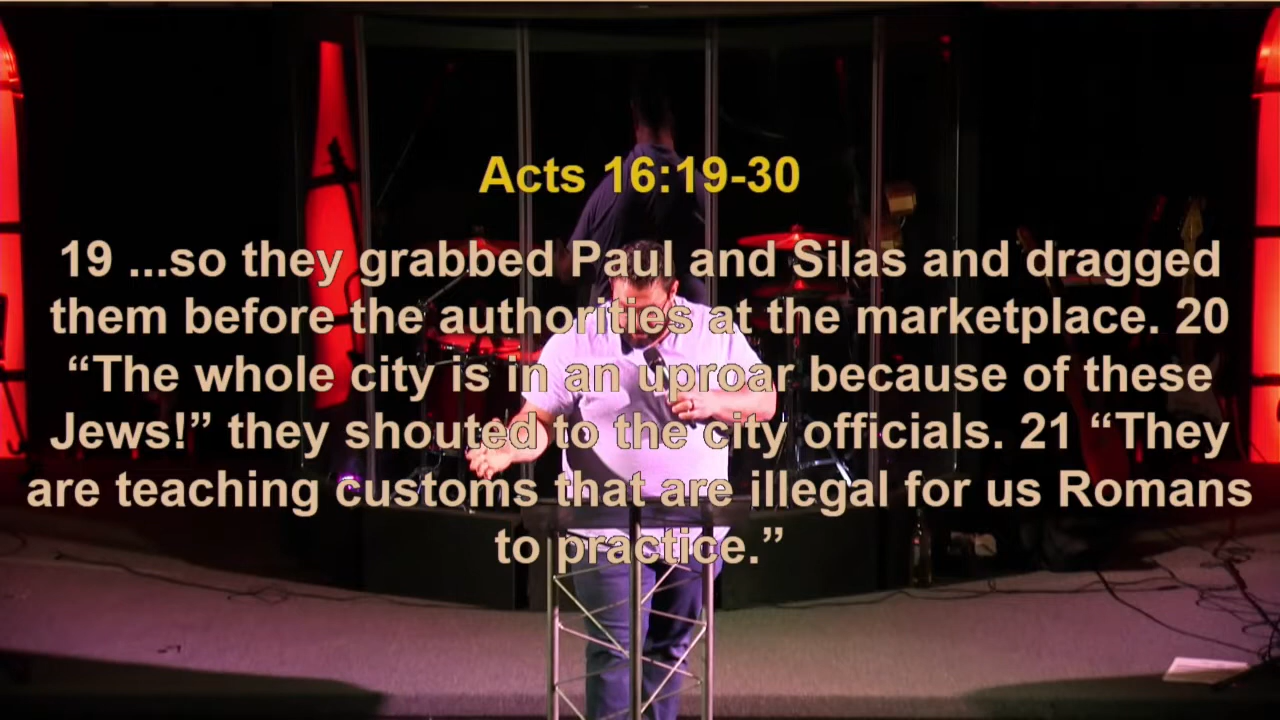 Acts 16:19-30
19 ...so they grabbed Paul and Silas and dragged
them before the authorities at the marketplace. 20
“The whole city is in an uproar because of these
Jews!” they shouted to the city officials. 21 “They
are teaching customs that are illegal for us Romans
to practice.”